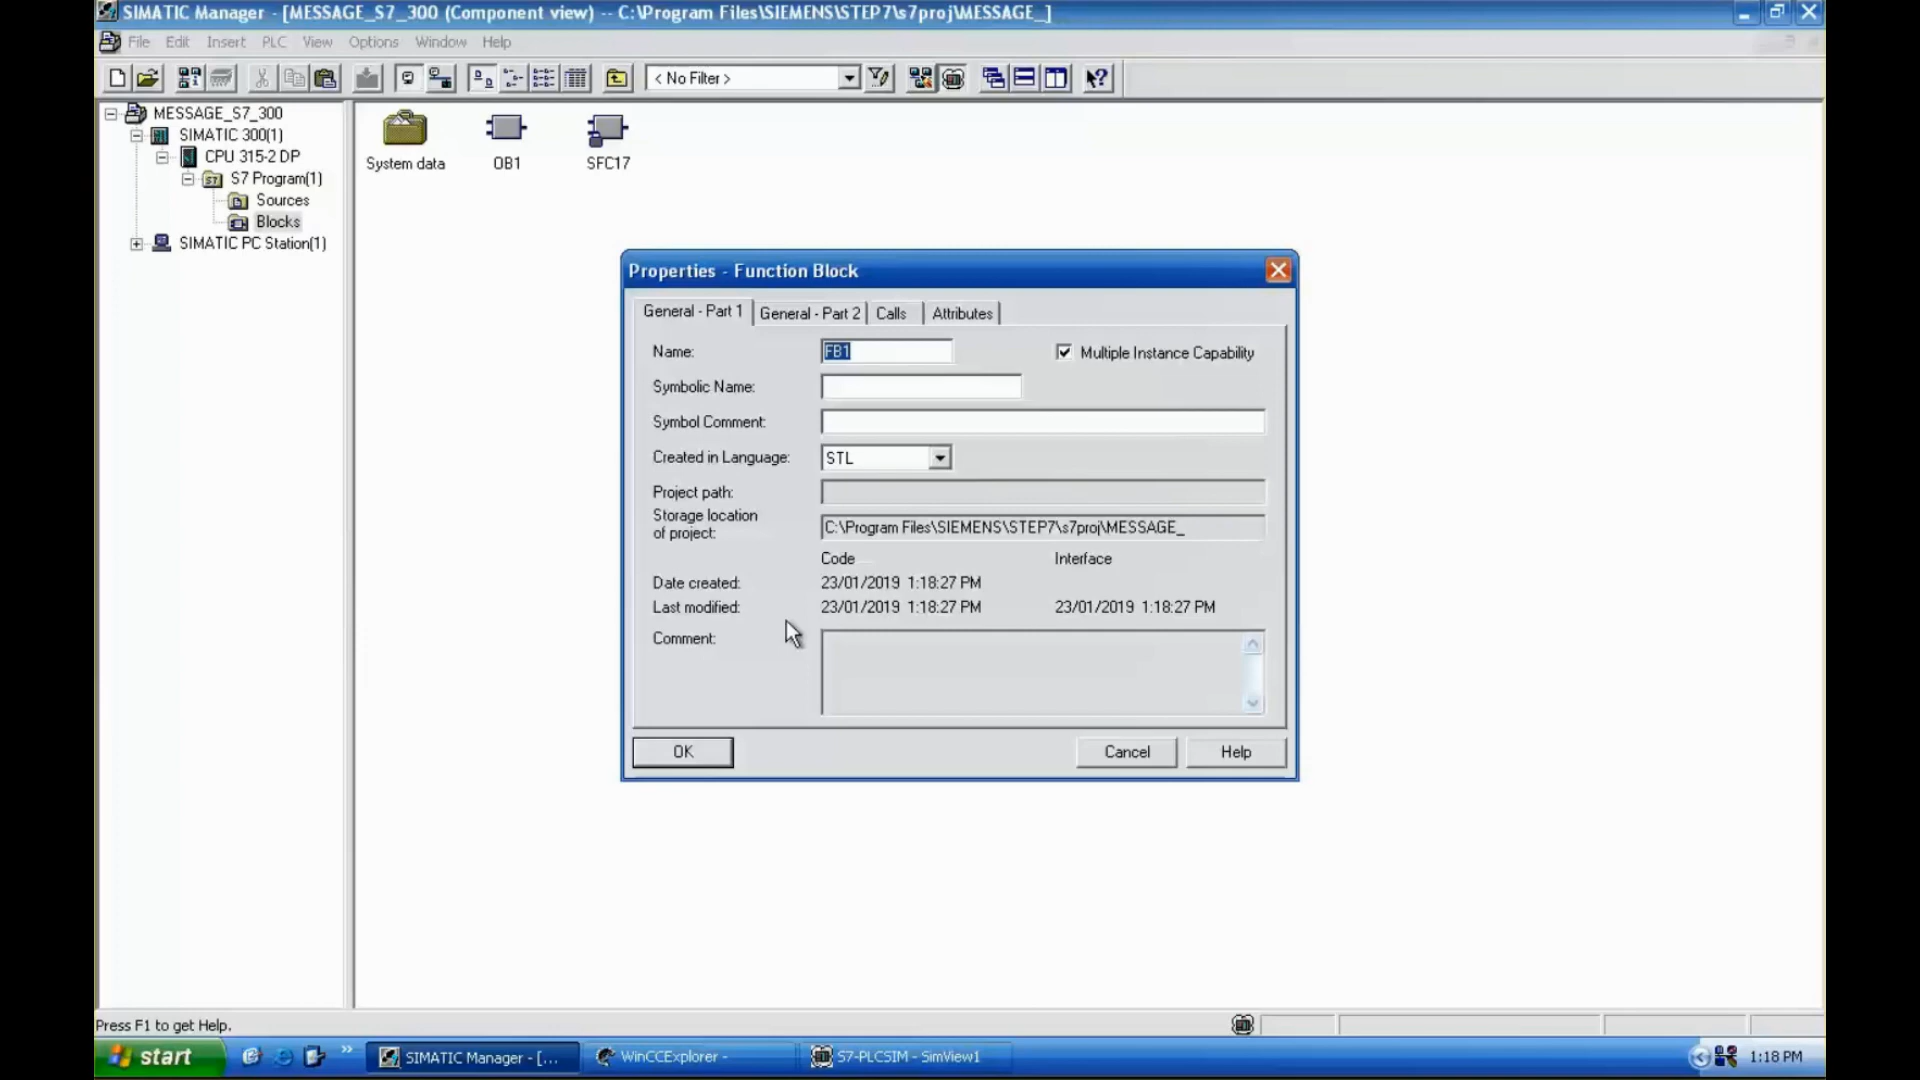 SIMATIC Manager - [MESSAGE_S7_300 (Component view) -- C:\Program Files\SIEMENS\STEP7\s7proj\MESSAGE_]
File Edit Insert PLC View Options Window Help
< No Filter >
MESSAGE_S7_300
SIMATIC 300(1)
CPU 315-2 DP
S7 Program(1)
Sources
Blocks
SIMATIC PC Station(1)
System data OB1 SFC17
Properties - Function Block
General - Part 1 General - Part 2 Calls Attributes
Name: FB1 Multiple Instance Capability
Symbolic Name:
Symbol Comment:
Created in Language: STL
Project path:
Storage location
of project: C:\Program Files\SIEMENS\STEP7\s7proj\MESSAGE_
Code Interface
Date created: 23/01/2019 1:18:27 PM
Last modified: 23/01/2019 1:18:27 PM 23/01/2019 1:18:27 PM
Comment:
OK Cancel Help
Press F1 to get Help.
start SIMATIC Manager - [... WinCCExplorer - S7-PLCSIM - SimView1 1:18 PM